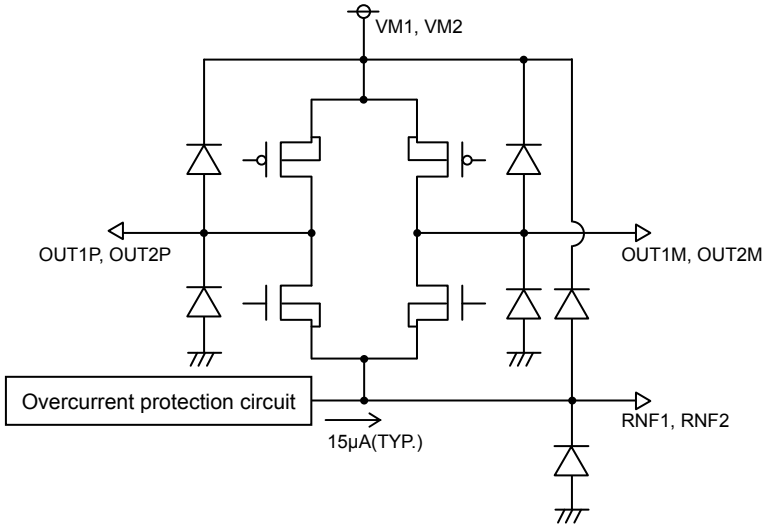 VM1, VM2
OUT1P, OUT2P
OUT1M, OUT2M
Overcurrent protection circuit
15µA(TYP.)
RNF1, RNF2